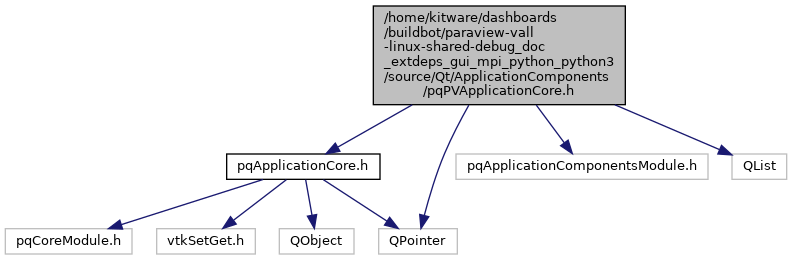 /home/kitware/dashboards
/buildbot/paraview-vall
-linux-shared-debug_doc
_extdeps_gui_mpi_python_python3
/source/Qt/ApplicationComponents
/pqPVApplicationCore.h
pqApplicationCore.h
pqApplicationComponentsModule.h
QList
pqCoreModule.h
vtkSetGet.h
QObject
QPointer